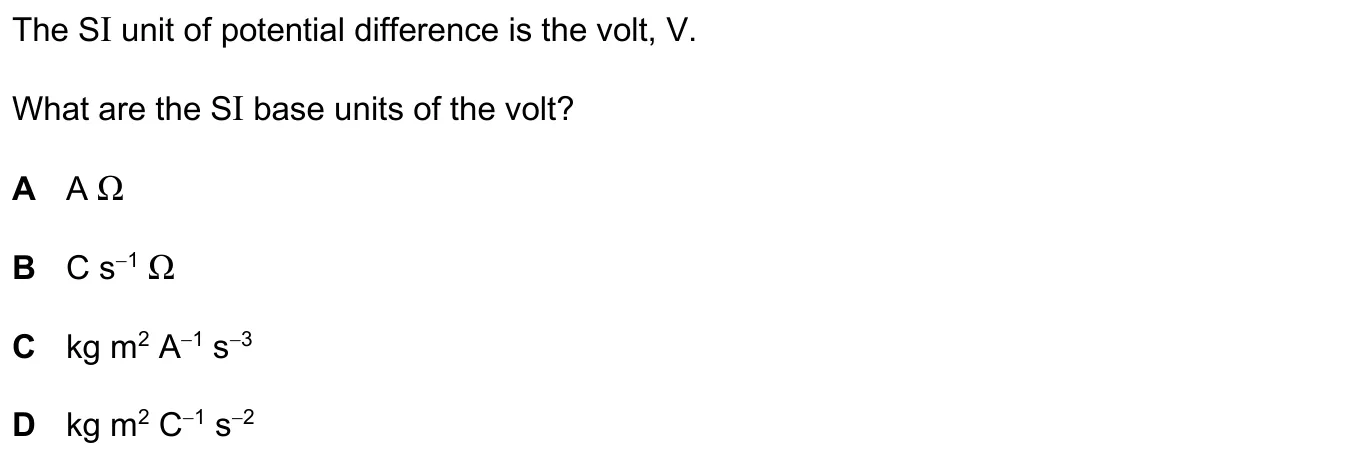 The SI unit of potential difference is the volt, V.
What are the SI base units of the volt?
A A Ω
B C s⁻¹ Ω
C kg m² A⁻¹ s⁻³
D kg m² C⁻¹ s⁻²